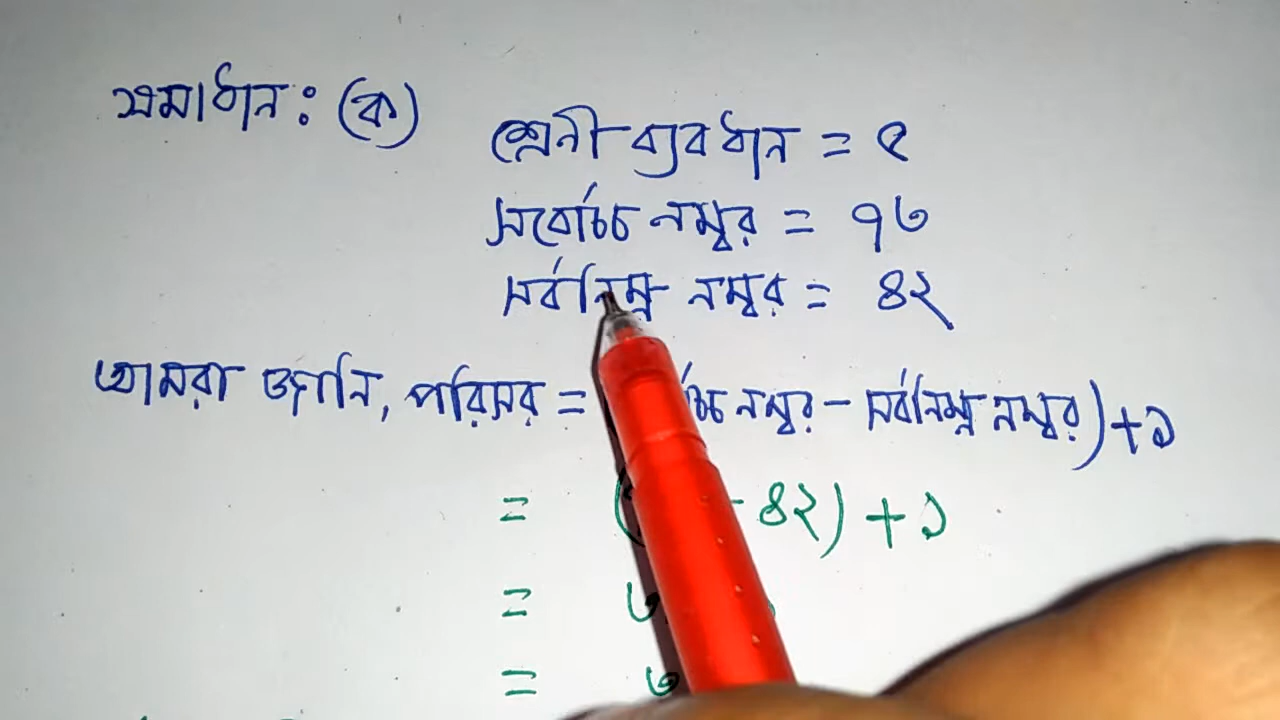 সমাধান: (ক) শ্রেনী ব্যবধান = ৫
সর্বোচ্চ নম্বর = ৭৬
সর্বনিম্ন নম্বর = ৪২
আমরা জানি, পরিসর = নম্বর - সর্বনিম্ন নম্বর) + ১
= ( - ৪২) + ১
=
=